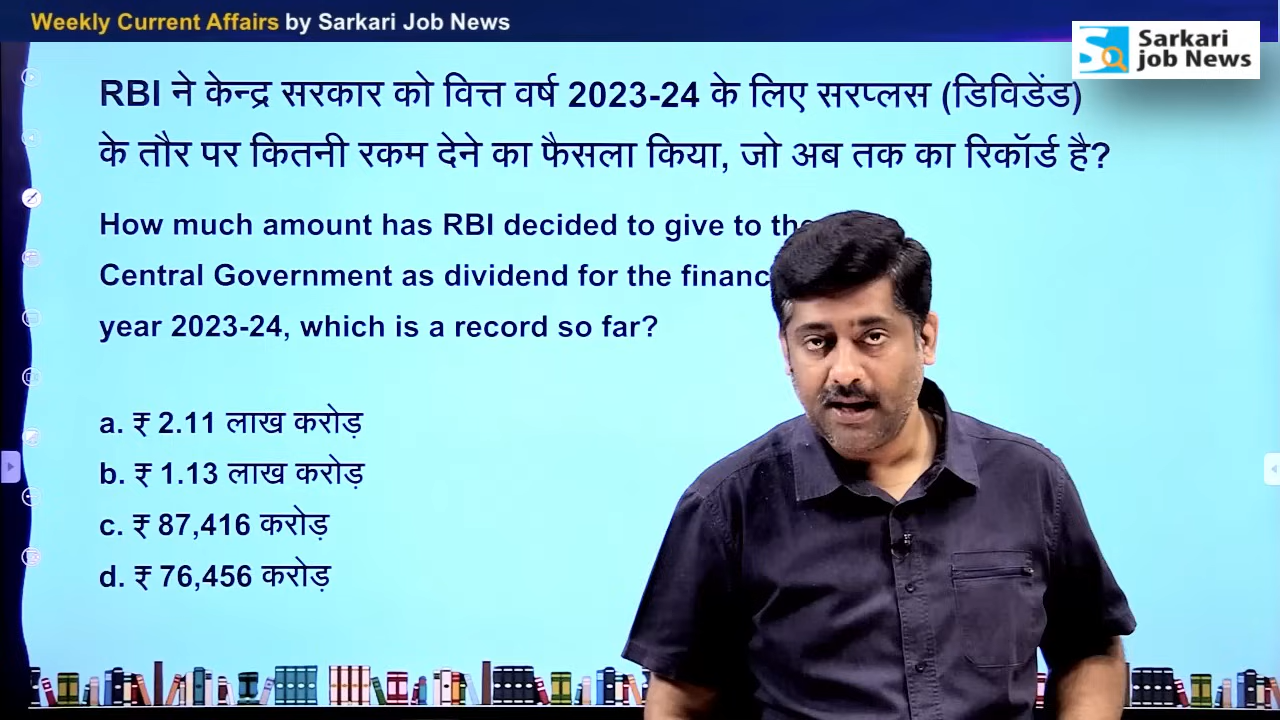 Weekly Current Affairs by Sarkari Job News
Sarkari
job News
RBI ने केन्द्र सरकार को वित्त वर्ष 2023-24 के लिए सरप्लस (डिविडेंड)
के तौर पर कितनी रकम देने का फैसला किया, जो अब तक का रिकॉर्ड है?
How much amount has RBI decided to give to the
Central Government as dividend for the
year 2023-24, which is a record so far?
a. ₹ 2.11 लाख करोड़
b. ₹ 1.13 लाख करोड़
c. ₹ 87,416 करोड़
d. ₹ 76,456 करोड़